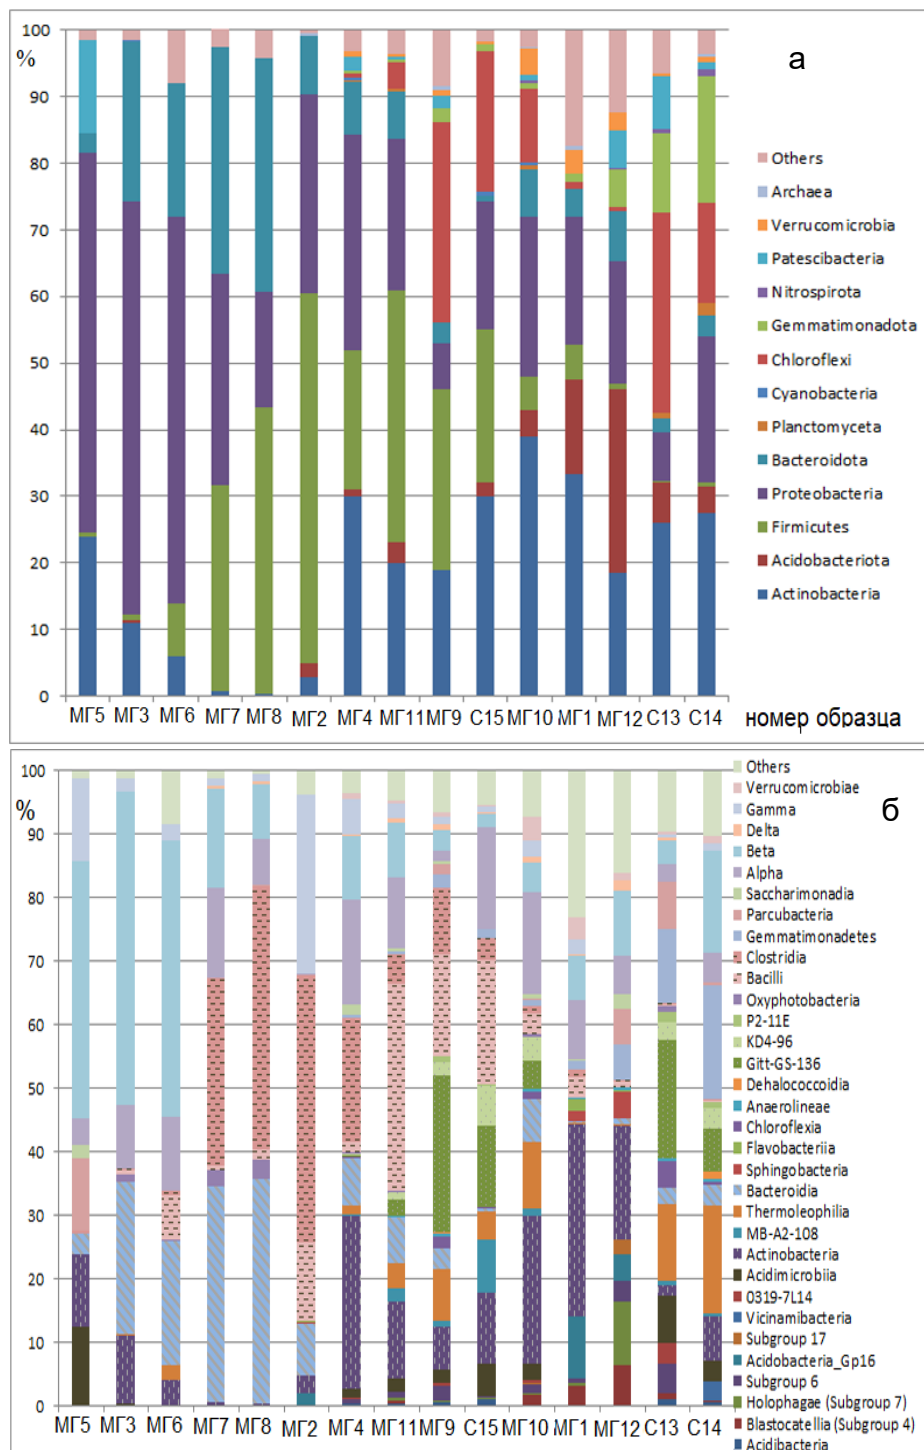 100
%
90
80
70
60
50
40
30
20
10
0
а
Others
Archaea
Verrucomicrobia
Patescibacteria
Nitrospirota
Gemmatimonadota
Chloroflexi
Cyanobacteria
Planctomyceta
Bacteroidota
Proteobacteria
Firmicutes
Acidobacteriota
Actinobacteria
МГ5 МГ3 МГ6 МГ7 МГ8 МГ2 МГ4 МГ11 МГ9 С15 МГ10 МГ1 МГ12 С13 С14 номер образца
100
%
90
80
70
60
50
40
30
20
10
0
б
Others
Verrucomicrobiae
Gamma
Delta
Beta
Alpha
Saccharimonadia
Parcubacteria
Gemmatimonadetes
Clostridia
Bacilli
Oxyphotobacteria
P2-11E
KD4-96
Gitt-GS-136
Dehalococcoidia
Anaerolineae
Chloroflexia
Flavobacteriia
Sphingobacteria
Bacteroidia
Thermoleophilia
MB-A2-108
Actinobacteria
Acidimicrobiia
0319-7L14
Vicinamibacteria
Subgroup 17
Acidobacteria_Gp16
Subgroup 6
Holophagae (Subgroup 7)
Blastocatellia (Subgroup 4)
Acidibacteria
МГ5 МГ3 МГ6 МГ7 МГ8 МГ2 МГ4 МГ11 МГ9 С15 МГ10 МГ1 МГ12 С13 С14